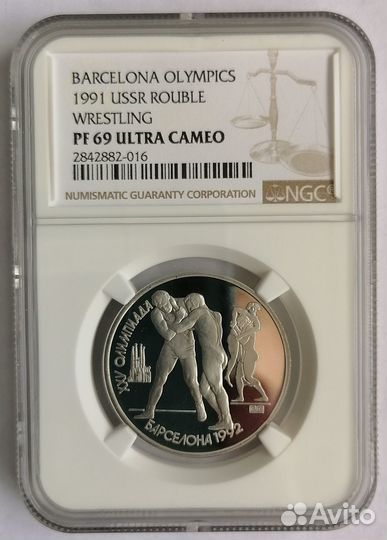 BARCELONA OLYMPICS
1991 USSR ROUBLE
WRESTLING
PF 69 ULTRA CAMEO
2842882-016
NUMISMATIC GUARANTY CORPORATION
NGC®
XXV ОЛИМПИАДА
БАРСЕЛОНА 1992
Avito